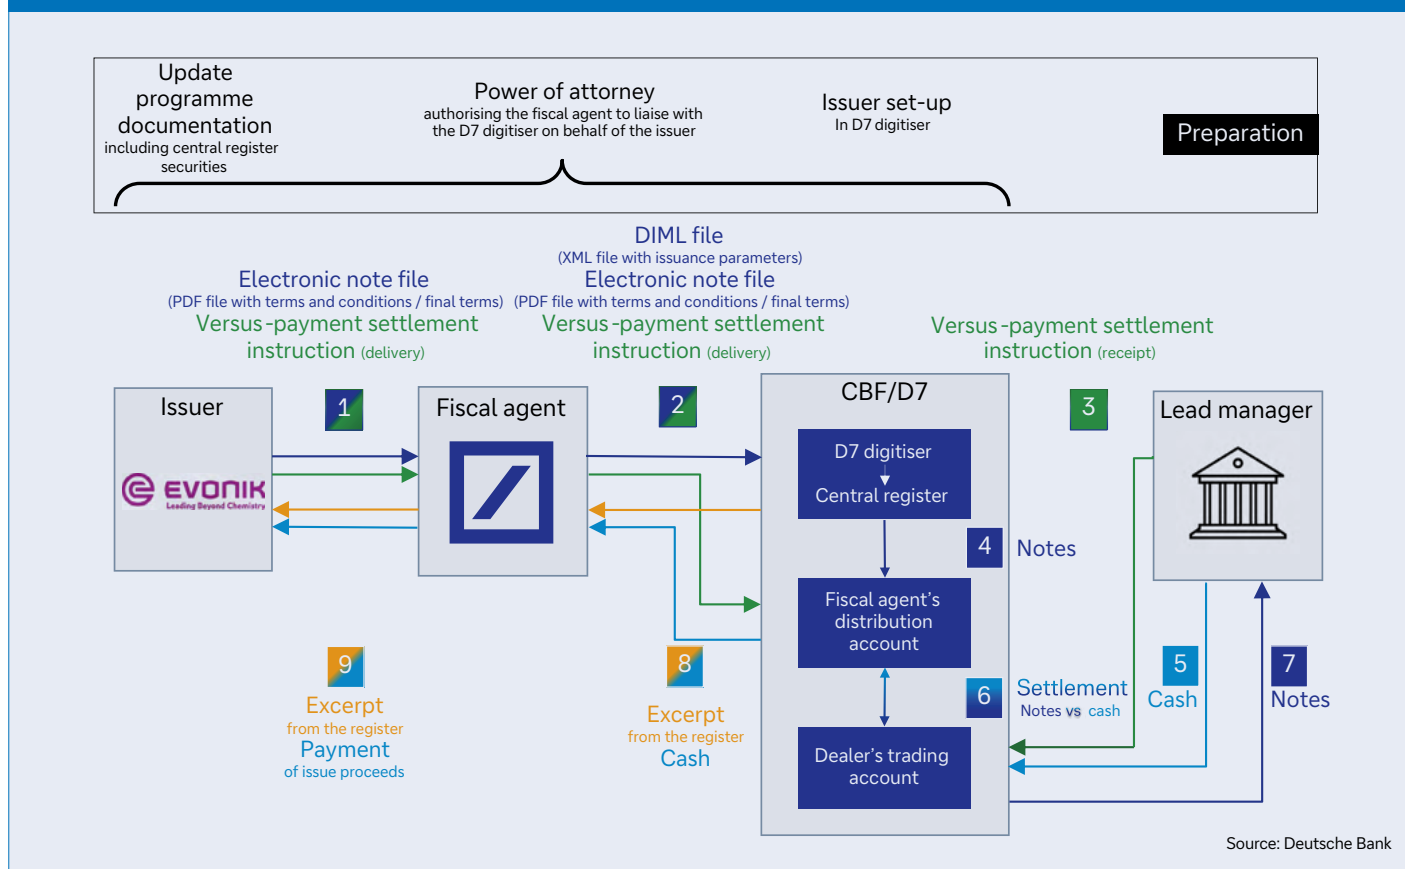 Update
programme
documentation
including central register
securities
Power of attorney
authorising the fiscal agent to liaise with
the D7 digitiser on behalf of the issuer
Issuer set-up
In D7 digitiser
Preparation
DIML file
(XML file with issuance parameters)
Electronic note file
(PDF file with terms and conditions / final terms)
Versus-payment settlement
instruction (delivery)
Electronic note file
(PDF file with terms and conditions / final terms)
Versus-payment settlement
instruction (delivery)
Versus-payment settlement
instruction (receipt)
Issuer
EVONIK
Leading Beyond Chemistry
1
Fiscal agent
2
CBF/D7
D7 digitiser
Central register
3
Lead manager
4 Notes
Fiscal agent's
distribution
account
6 Settlement
Notes vs cash
Dealer's trading
account
5
Cash
7
Notes
9
Excerpt
from the register
Payment
of issue proceeds
8
Excerpt
from the register
Cash
Source: Deutsche Bank